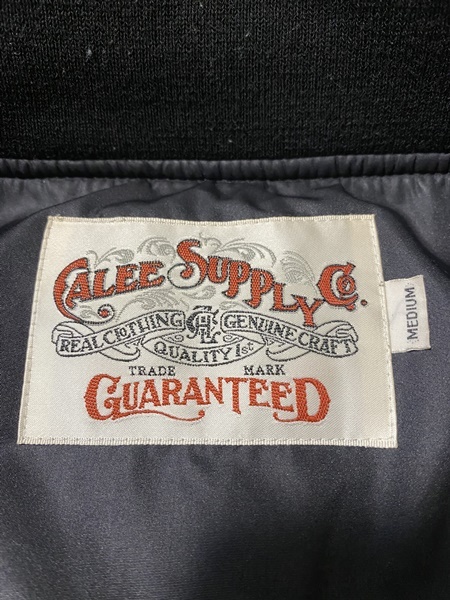 CALEE SUPPLY CO.
REAL CLOTHING GENUINE CRAFT
QUALITY 1st
TRADE MARK
GUARANTEED
MEDIUM